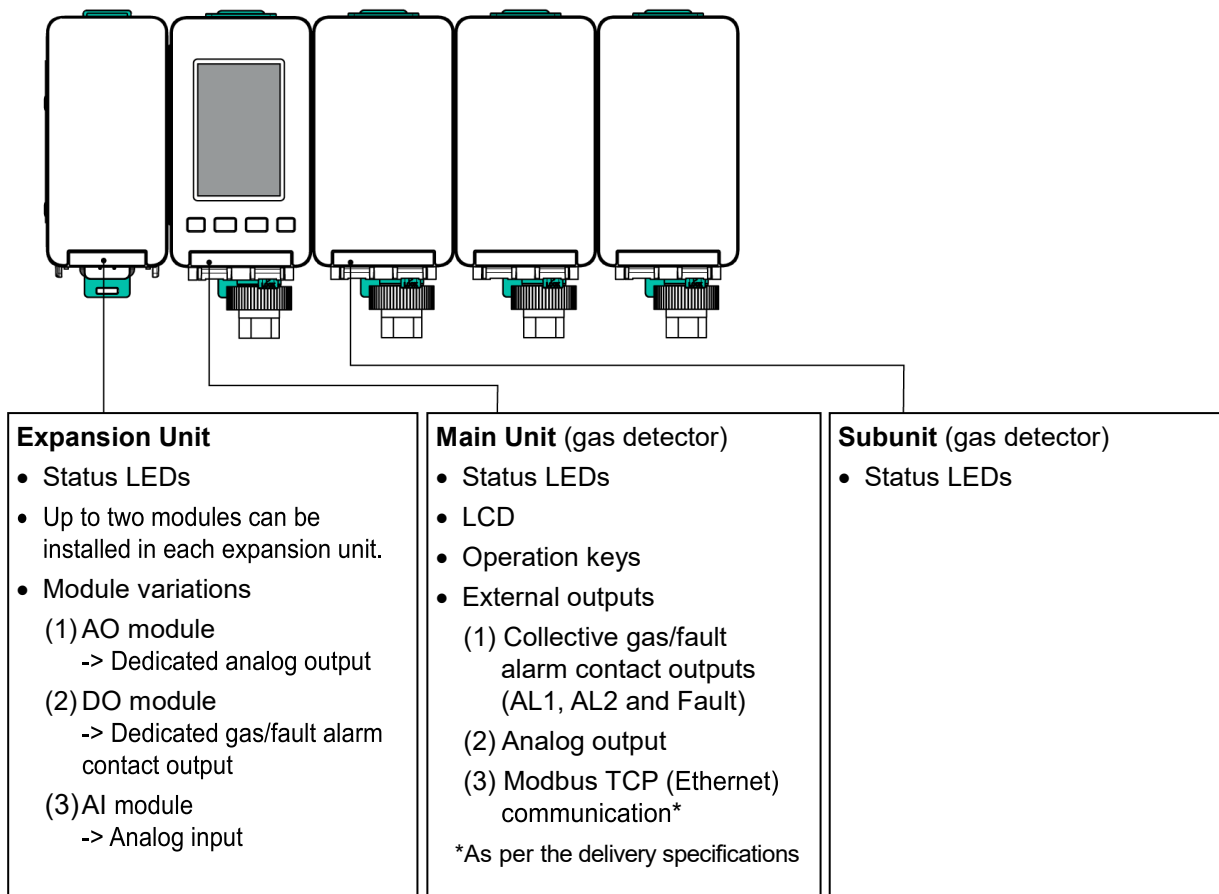 Expansion Unit
• Status LEDs
• Up to two modules can be
installed in each expansion unit.
• Module variations
(1) AO module
-> Dedicated analog output
(2) DO module
-> Dedicated gas/fault alarm
contact output
(3) AI module
-> Analog input
Main Unit (gas detector)
• Status LEDs
• LCD
• Operation keys
• External outputs
(1) Collective gas/fault
alarm contact outputs
(AL1, AL2 and Fault)
(2) Analog output
(3) Modbus TCP (Ethernet)
communication*
*As per the delivery specifications
Subunit (gas detector)
• Status LEDs